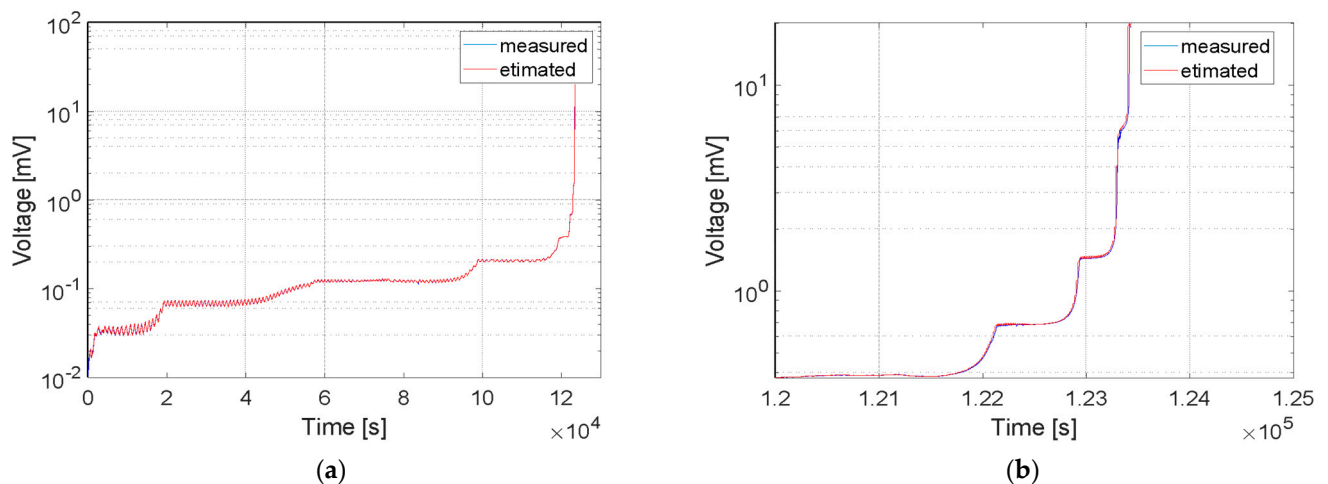 measured
etimated
Voltage [mV]
10^2
10^1
10^0
10^-1
10^-2
0 2 4 6 8 10 12
Time [s]
×10^4
(a)
measured
etimated
Voltage [mV]
10^1
10^0
1.2 1.21 1.22 1.23 1.24 1.25
Time [s]
×10^5
(b)